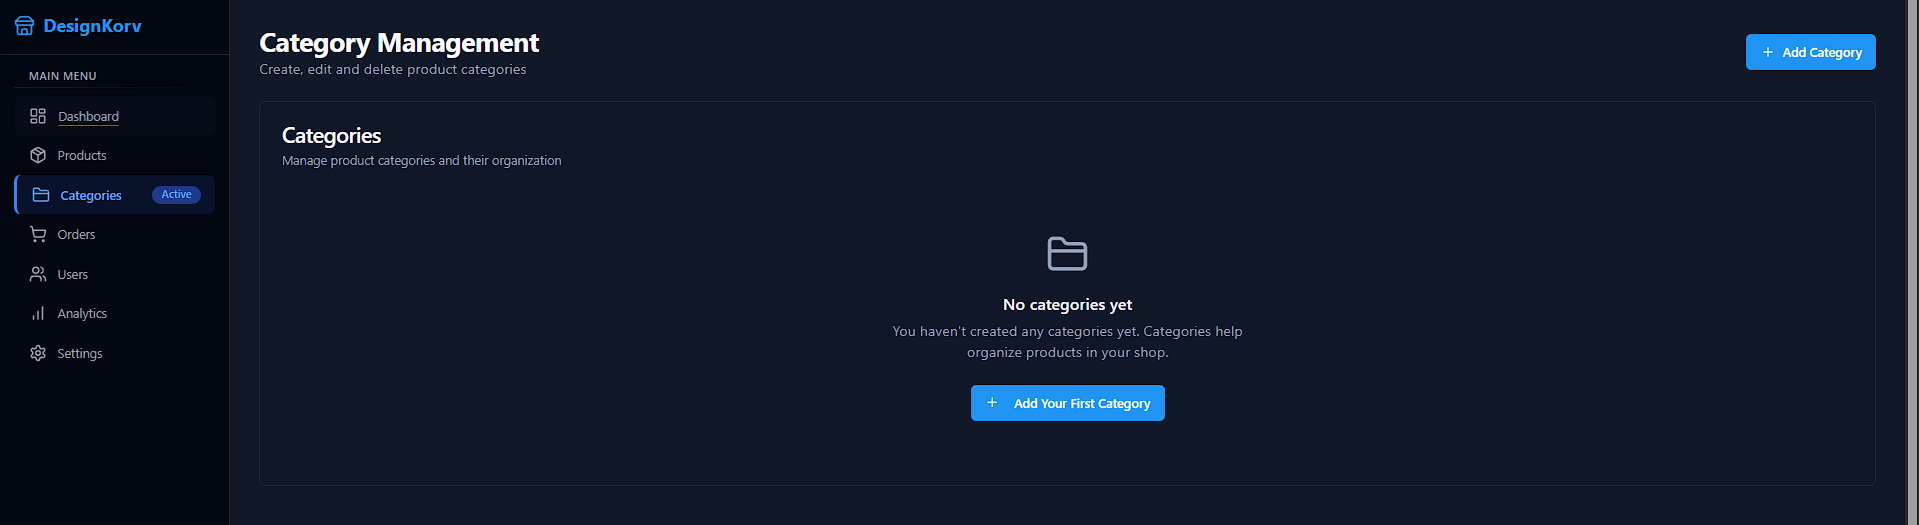 DesignKorv
MAIN MENU
Dashboard
Products
Categories
Active
Orders
Users
Analytics
Settings
Category Management
Create, edit and delete product categories
+ Add Category
Categories
Manage product categories and their organization
No categories yet
You haven't created any categories yet. Categories help
organize products in your shop.
+ Add Your First Category